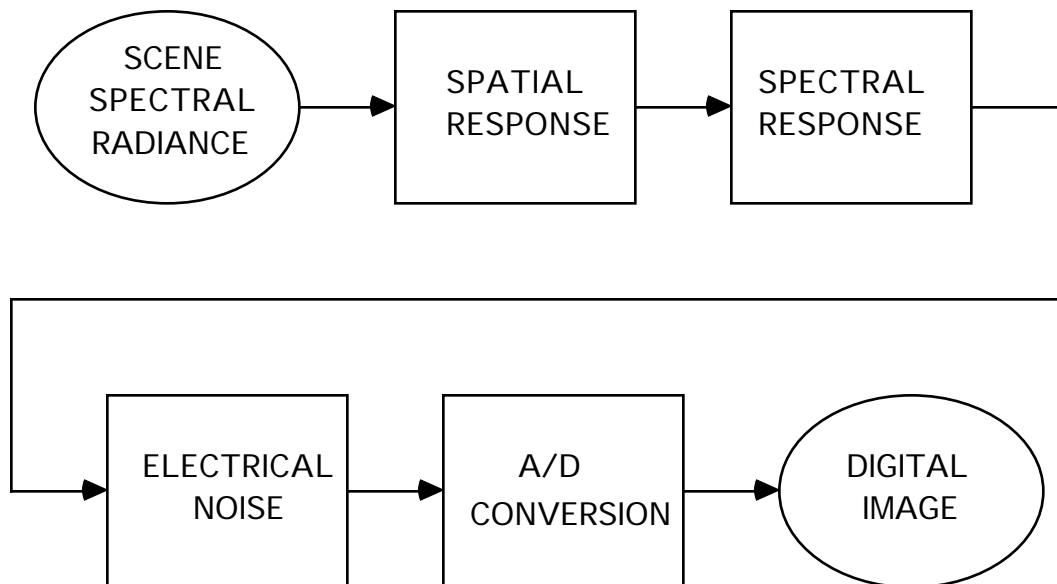 SCENE
SPECTRAL
RADIANCE
SPATIAL
RESPONSE
SPECTRAL
RESPONSE
ELECTRICAL
NOISE
A/D
CONVERSION
DIGITAL
IMAGE